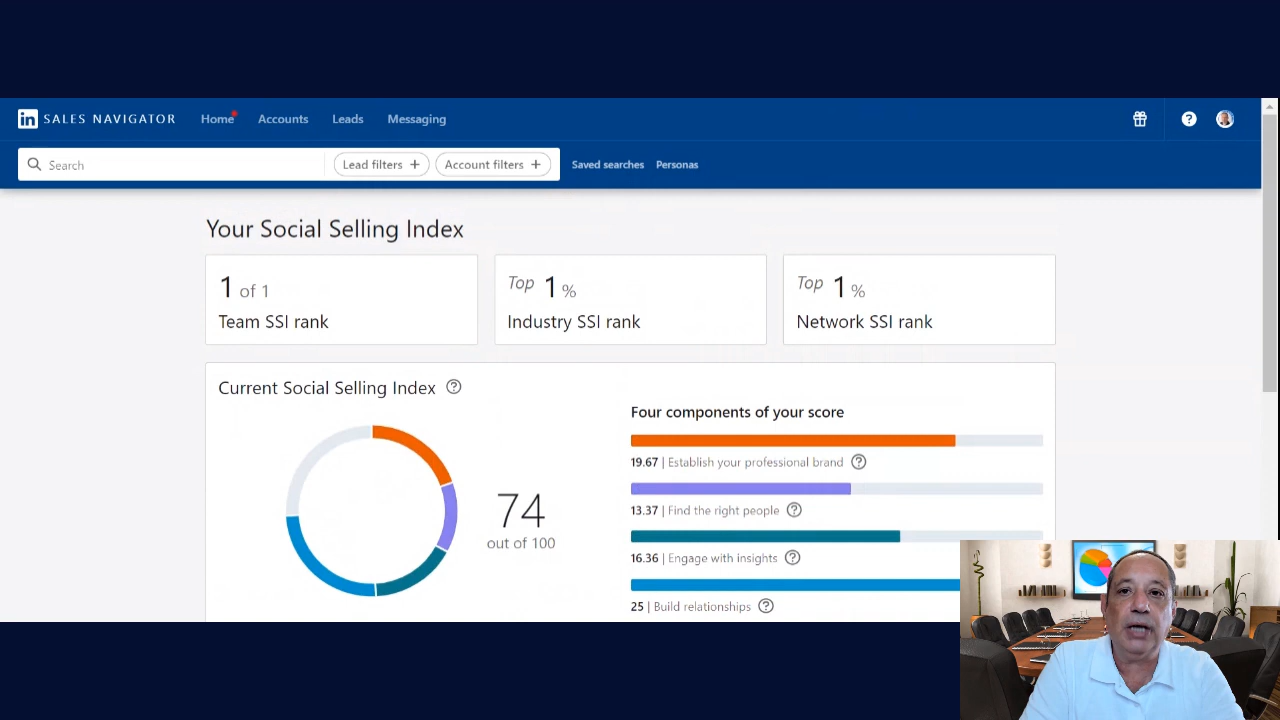 in SALES NAVIGATOR Home Accounts Leads Messaging
Search Lead filters + Account filters + Saved searches Personas
Your Social Selling Index
1 of 1
Team SSI rank
Top 1 %
Industry SSI rank
Top 1 %
Network SSI rank
Current Social Selling Index
74
out of 100
Four components of your score
19.67 | Establish your professional brand
13.37 | Find the right people
16.36 | Engage with insights
25 | Build relationships